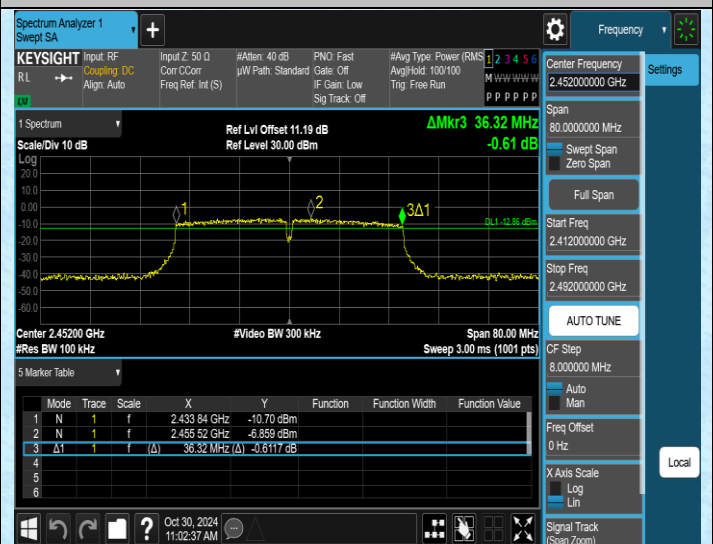 Spectrum Analyzer 1
Swept SA
+
Frequency
KEYSIGHT
RL
LXI
Input: RF
Coupling: DC
Align: Auto
Input Z: 50 Ω
Corr CCorr
Freq Ref: Int (S)
#Atten: 40 dB
µW Path: Standard
PNO: Fast
Gate: Off
IF Gain: Low
Sig Track: Off
#Avg Type: Power (RMS
Avg|Hold: 100/100
Trig: Free Run
1 2 3 4 5 6
M W W W W W
P P P P P P
1 Spectrum
Scale/Div 10 dB
Ref Lvl Offset 11.19 dB
Ref Level 30.00 dBm
ΔMkr3 36.32 MHz
-0.61 dB
Log
20.0
10.0
0.00
-10.0
-20.0
-30.0
-40.0
-50.0
-60.0
1
2
3Δ1
DL1 -12.86 dBm
Center 2.45200 GHz
#Res BW 100 kHz
#Video BW 300 kHz
Span 80.00 MHz
Sweep 3.00 ms (1001 pts)
5 Marker Table
Mode Trace Scale X Y Function Function Width Function Value
1 N 1 f 2.433 84 GHz -10.70 dBm
2 N 1 f 2.455 52 GHz -6.859 dBm
3 Δ1 1 f (Δ) 36.32 MHz (Δ) -0.6117 dB
4
5
6
?
Oct 30, 2024
11:02:37 AM
Center Frequency
2.452000000 GHz
Span
80.0000000 MHz
Swept Span
Zero Span
Full Span
Start Freq
2.412000000 GHz
Stop Freq
2.492000000 GHz
AUTO TUNE
CF Step
8.000000 MHz
Auto
Man
Freq Offset
0 Hz
X Axis Scale
Log
Lin
Signal Track
(Span Zoom)
Settings
Local